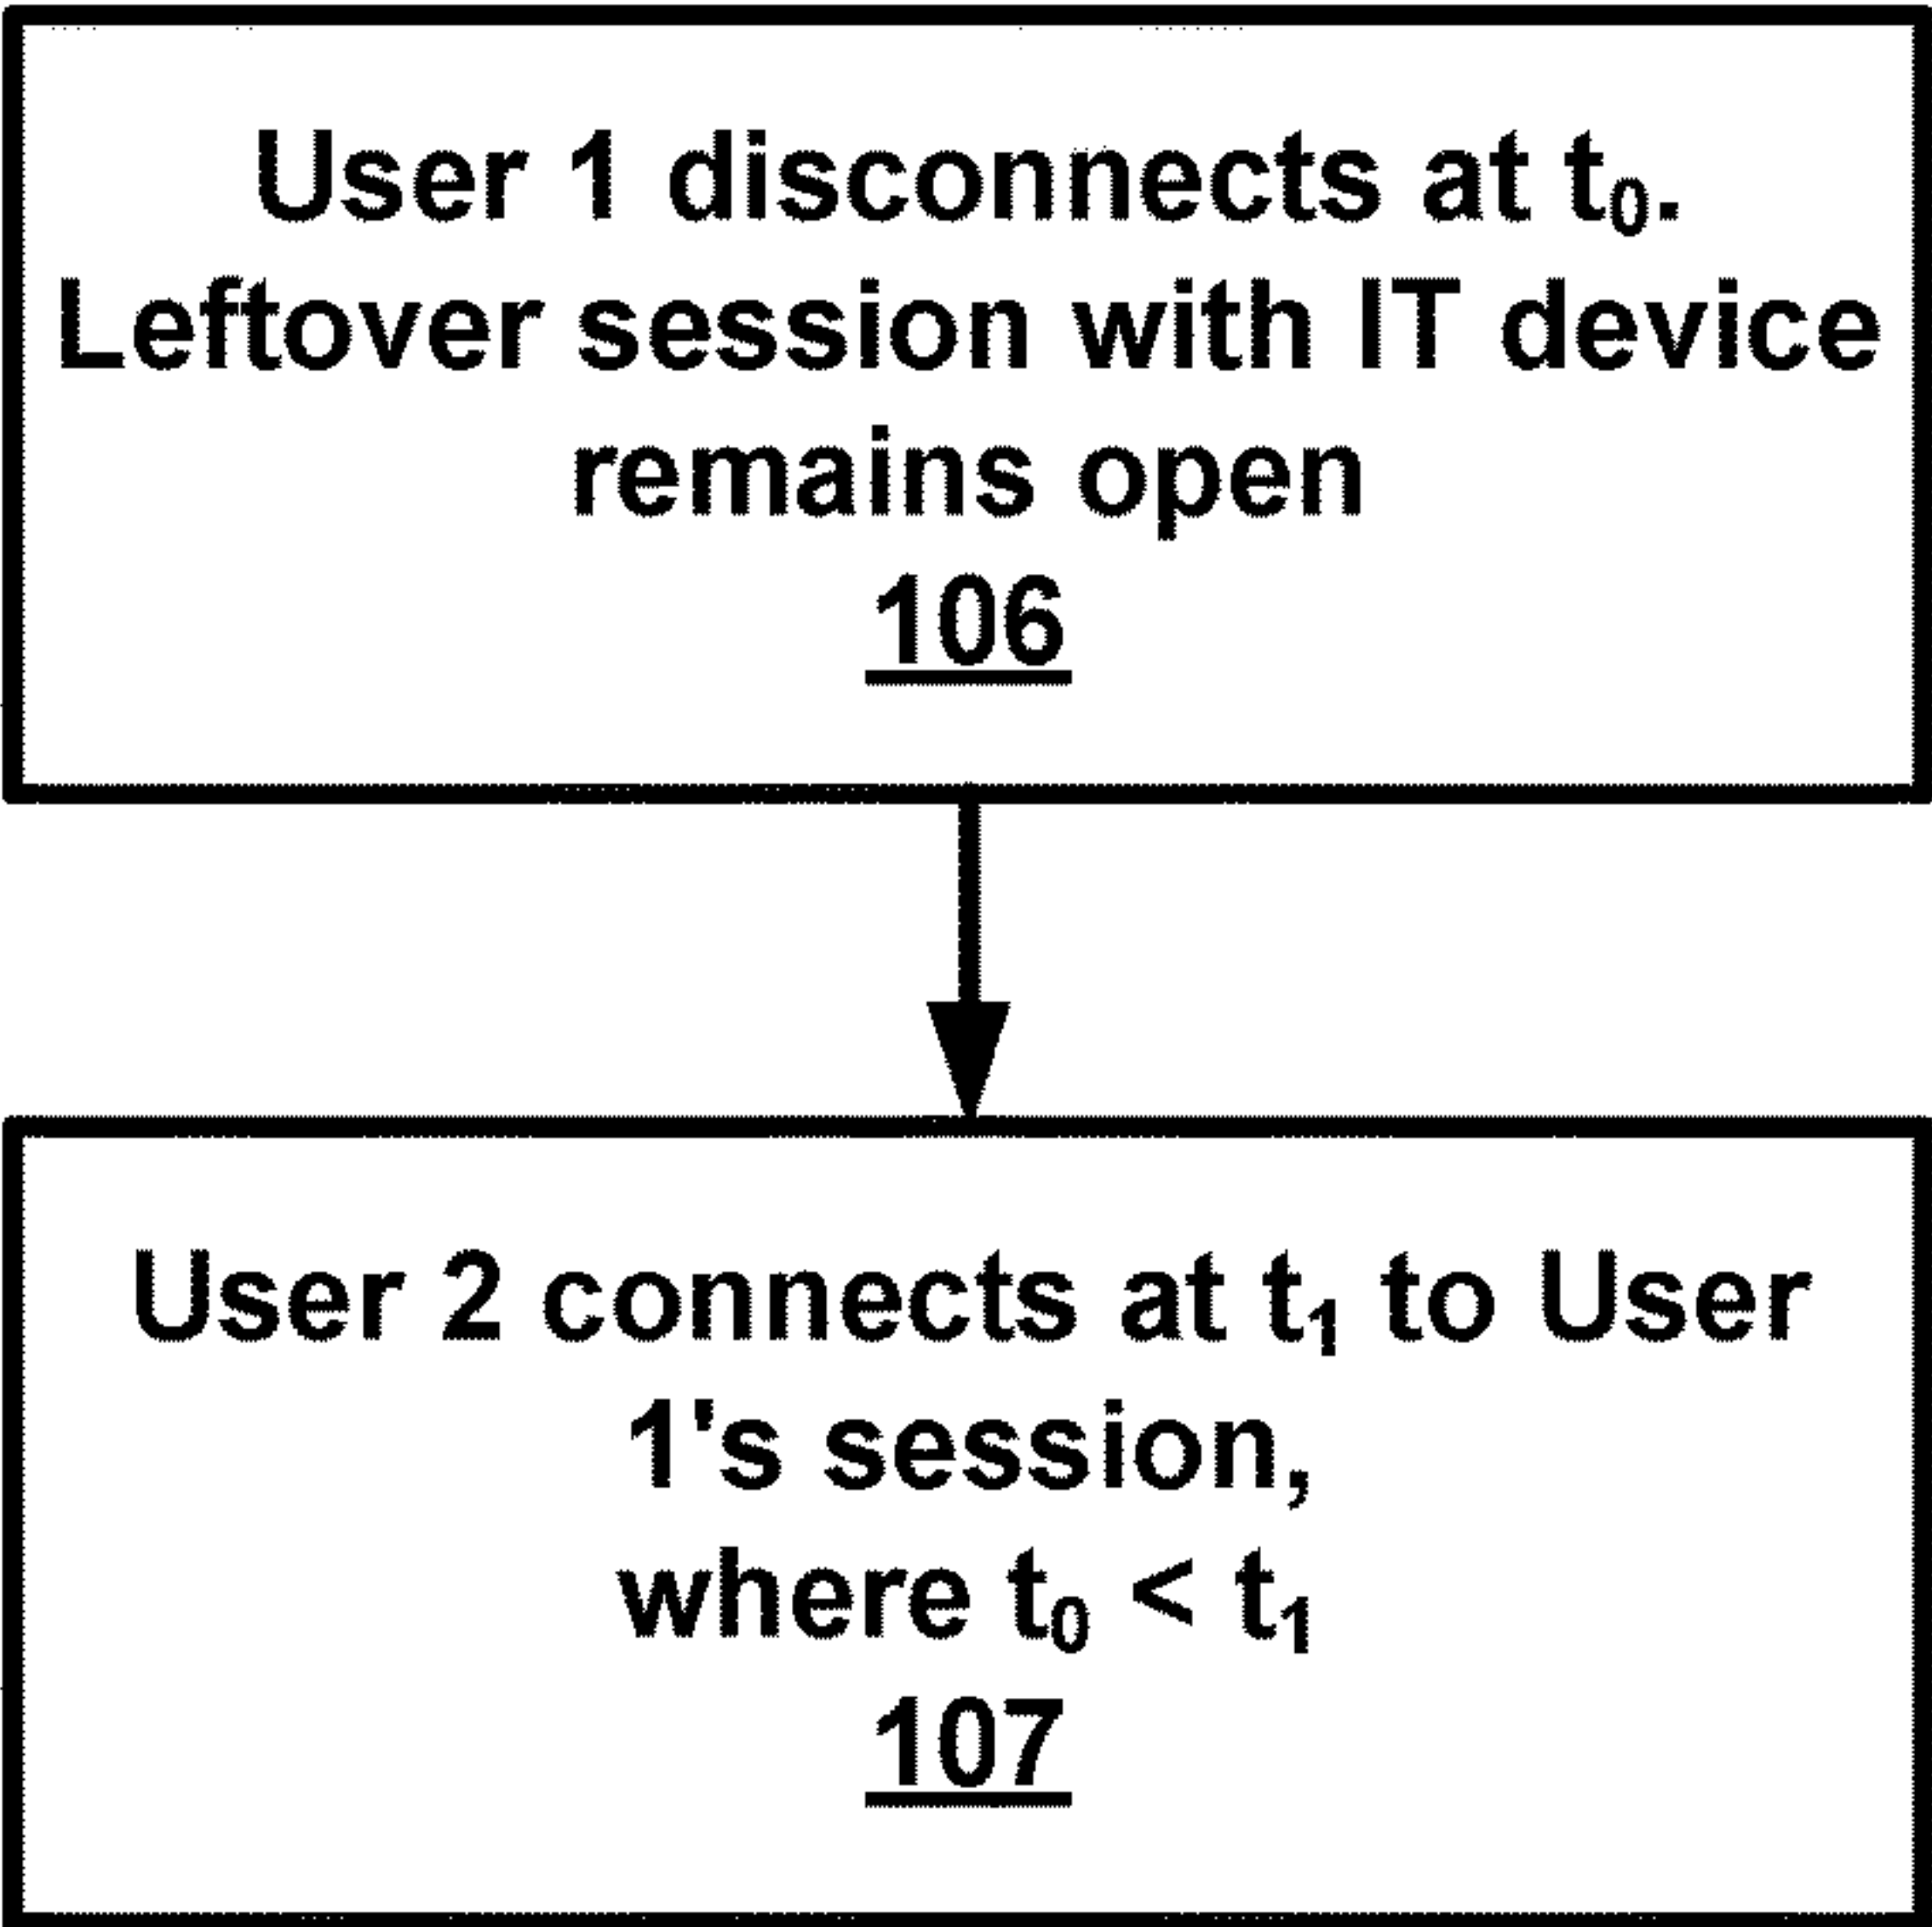 User 1 disconnects at t₀.
Leftover session with IT device
remains open
106
User 2 connects at t₁ to User
1's session,
where t₀ < t₁
107